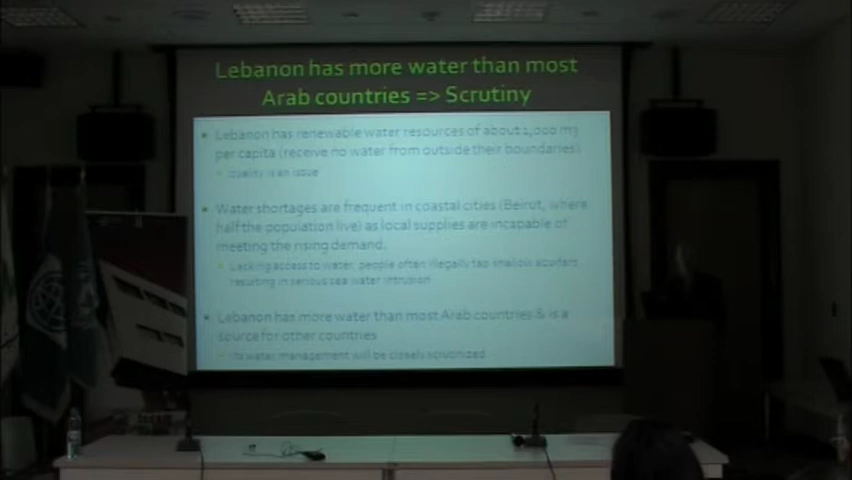 Lebanon has more water than most
Arab countries => Scrutiny
Lebanon has renewable water resources of about 1,000 m3
per capita (receive no water from outside their boundaries)
Quality is an issue
Water shortages are frequent in coastal cities (Beirut, where
half the population live) as local supplies are incapable of
meeting the rising demand.
Lacking access to water, people often illegally tap shallow aquifers
resulting in serious sea water intrusion
Lebanon has more water than most Arab countries & is a
source for other countries
Its water management will be closely scrutinized